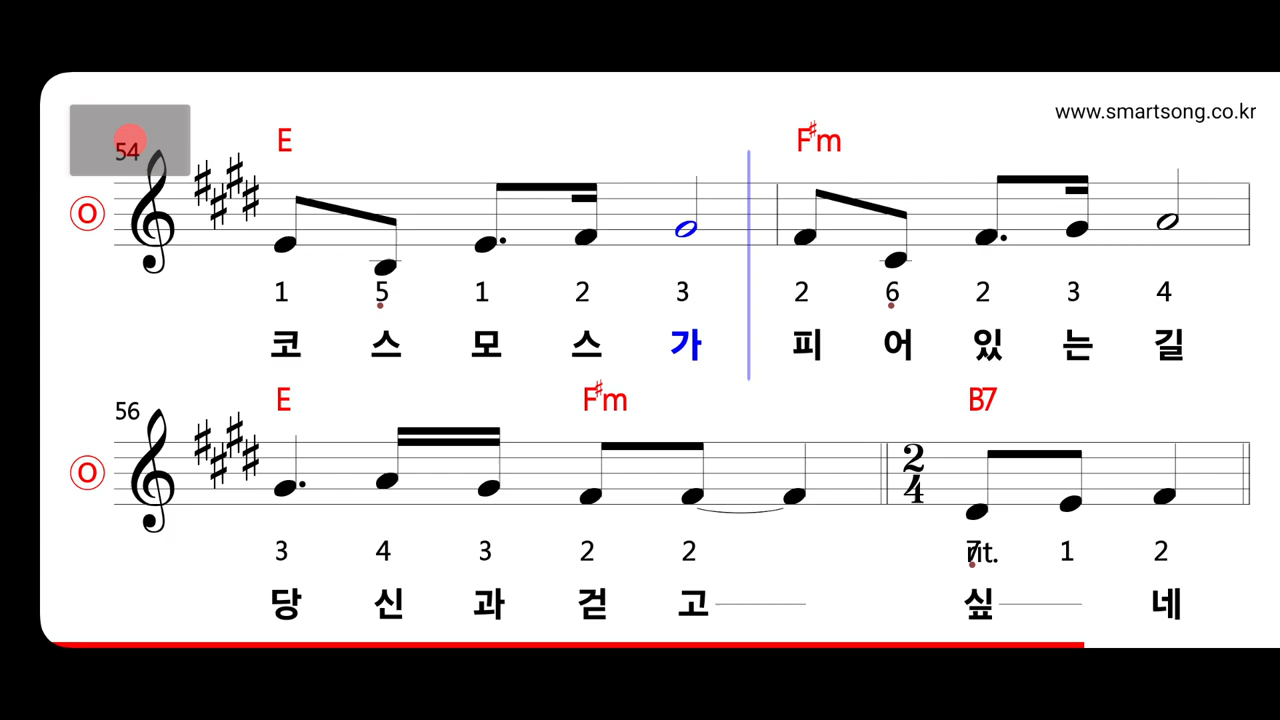 www.smartsong.co.kr
54 E F♯m
O
1 5 1 2 3 2 6 2 3 4
코 스 모 스 가 피 어 있 는 길
56 E F♯m B7
O 2 4
3 4 3 2 2 7 rit. 1 2
당 신 과 걷 고 싶 네